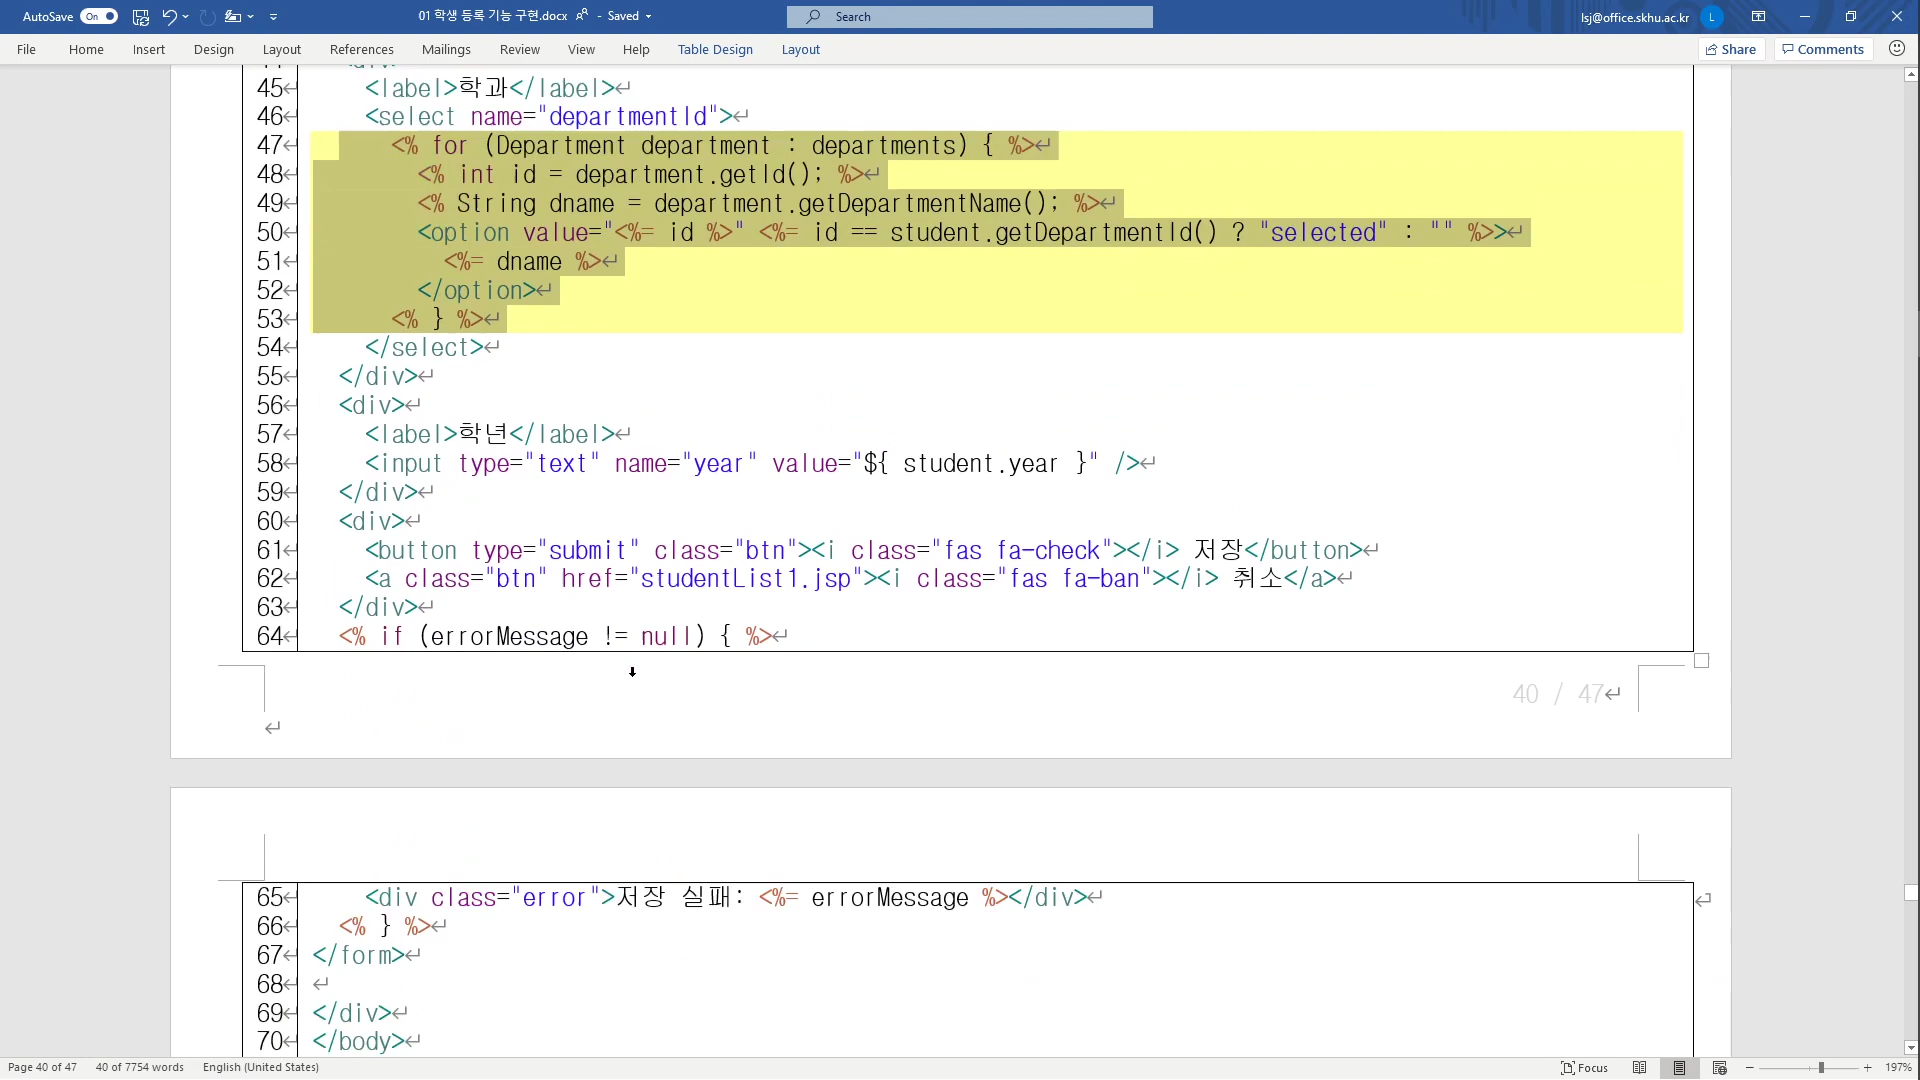 AutoSave On 01 학생 등록 기능 구현.docx - Saved Search lsj@office.skhu.ac.kr L
File Home Insert Design Layout References Mailings Review View Help Table Design Layout Share Comments
45 <label>학과</label>
46 <select name="departmentId">
47 <% for (Department department : departments) { %>
48 <% int id = department.getId(); %>
49 <% String dname = department.getDepartmentName(); %>
50 <option value="<%= id %>" <%= id == student.getDepartmentId() ? "selected" : "" %>>
51 <%= dname %>
52 </option>
53 <% } %>
54 </select>
55 </div>
56 <div>
57 <label>학년</label>
58 <input type="text" name="year" value="${ student.year }" />
59 </div>
60 <div>
61 <button type="submit" class="btn"><i class="fas fa-check"></i> 저장</button>
62 <a class="btn" href="studentList1.jsp"><i class="fas fa-ban"></i> 취소</a>
63 </div>
64 <% if (errorMessage != null) { %>
40 / 47
65 <div class="error">저장 실패: <%= errorMessage %></div>
66 <% } %>
67 </form>
68
69 </div>
70 </body>
Page 40 of 47 40 of 7754 words English (United States) Focus 197%